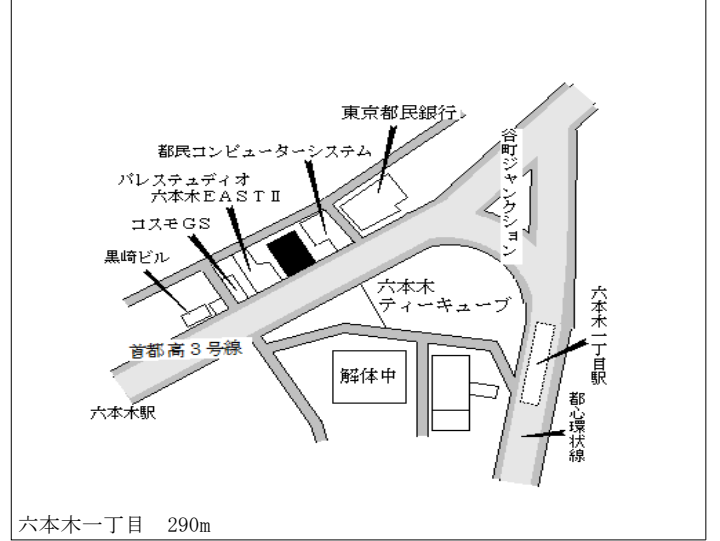 東京都民銀行
谷町ジャンクション
都民コンピューターシステム
パレステュディオ
六本木ＥＡＳＴⅡ
コスモＧＳ
黒崎ビル
六本木
ティーキューブ
六本木一丁目駅
首都高３号線
解体中
都心環状線
六本木駅
六本木一丁目　290m